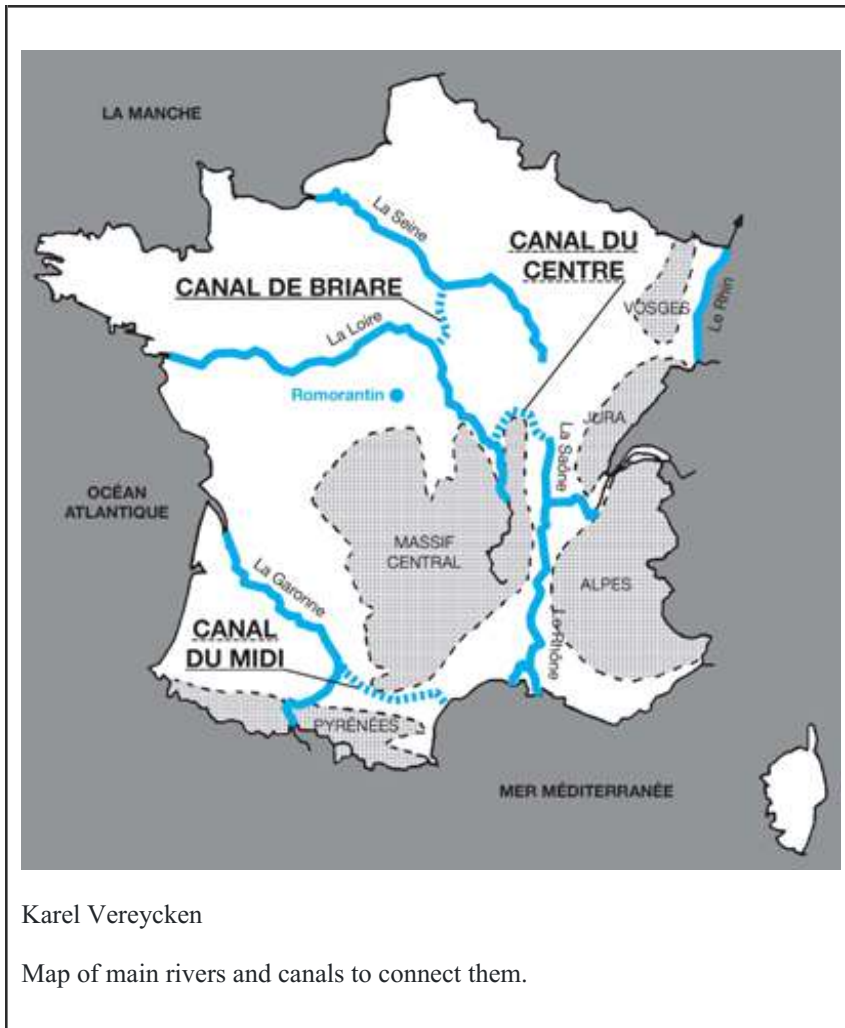 LA MANCHE
La Seine
CANAL DU
CENTRE
CANAL DE BRIARE
VOSGES
Le Rhin
La Loire
Romorantin
JURA
La Saône
OCÉAN
ATLANTIQUE
MASSIF
CENTRAL
ALPES
La Garonne
CANAL
DU MIDI
Le Rhône
PYRÉNÉES
MER MÉDITERRANÉE
Karel Vereycken
Map of main rivers and canals to connect them.